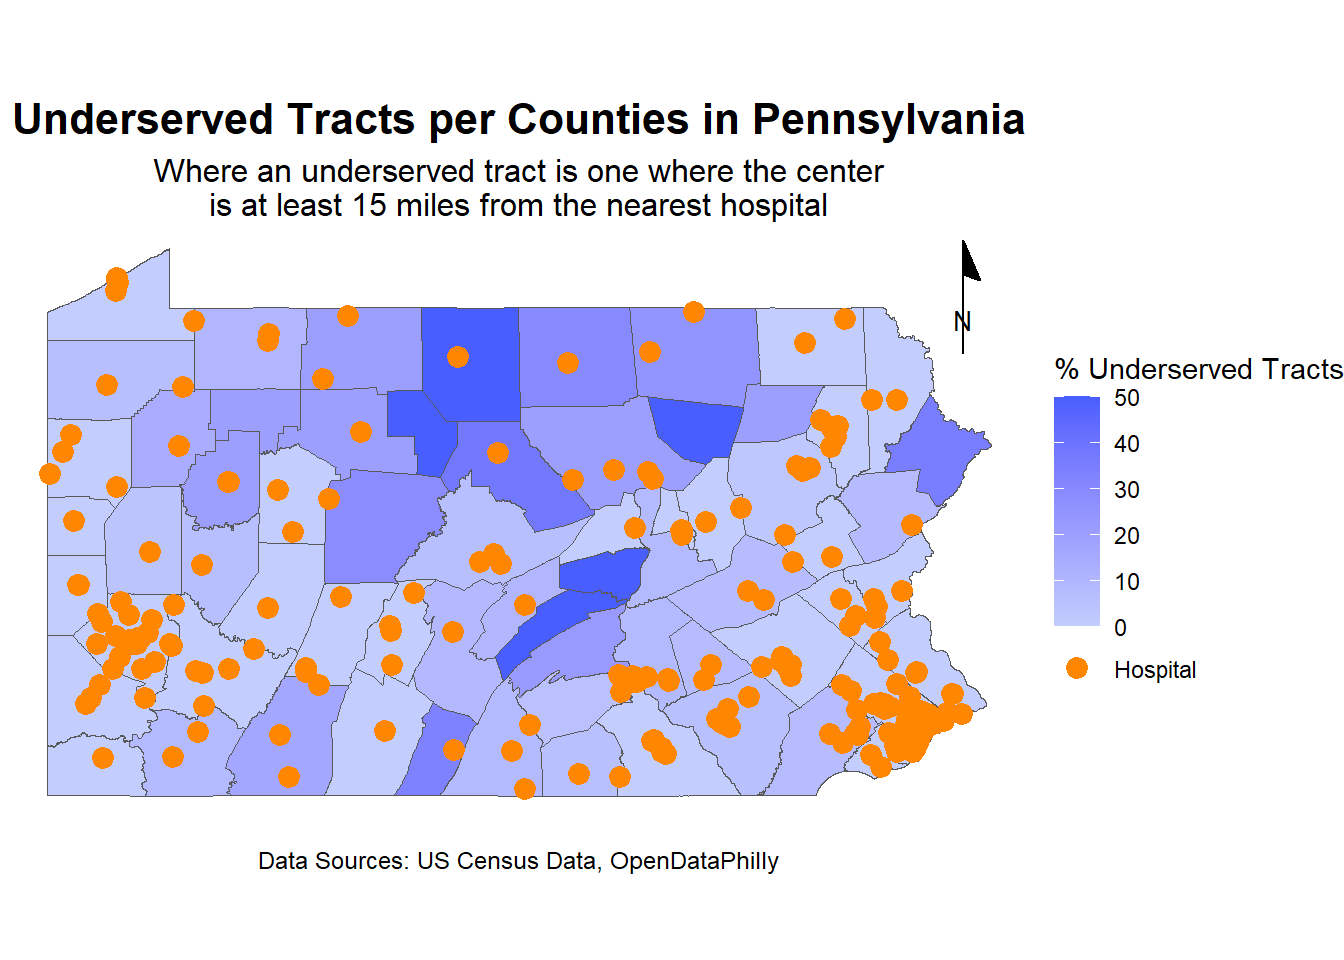 Underserved Tracts per Counties in Pennsylvania
Where an underserved tract is one where the center
is at least 15 miles from the nearest hospital
N
% Underserved Tracts
50
40
30
20
10
0
Hospital
Data Sources: US Census Data, OpenDataPhilly